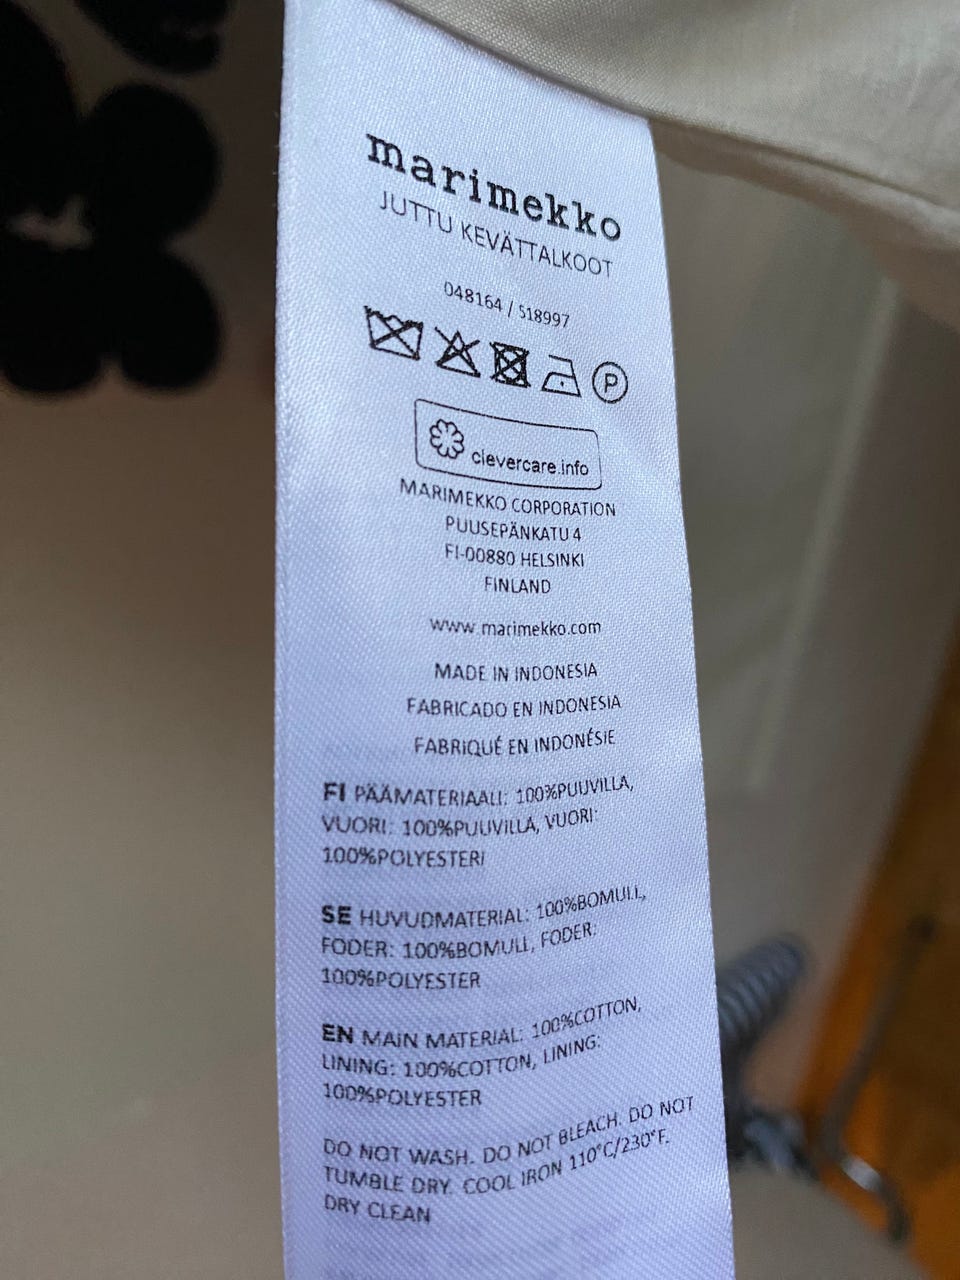 marimekko
JUTTU KEVÄTTALKOOT
048164 / 518997
P
clevercare.info
MARIMEKKO CORPORATION
PUUSEPÄNKATU 4
FI-00880 HELSINKI
FINLAND
www.marimekko.com
MADE IN INDONESIA
FABRICADO EN INDONESIA
FABRIQUÉ EN INDONÉSIE
FI PÄÄMATERIAALI: 100%PUUVILLA,
VUORI: 100%PUUVILLA, VUORI:
100%POLYESTERI
SE HUVUDMATERIAL: 100%BOMULL,
FODER: 100%BOMULL, FODER:
100%POLYESTER
EN MAIN MATERIAL: 100%COTTON,
LINING: 100%COTTON, LINING:
100%POLYESTER
DO NOT WASH. DO NOT BLEACH. DO NOT
TUMBLE DRY. COOL IRON 110°C/230°F.
DRY CLEAN